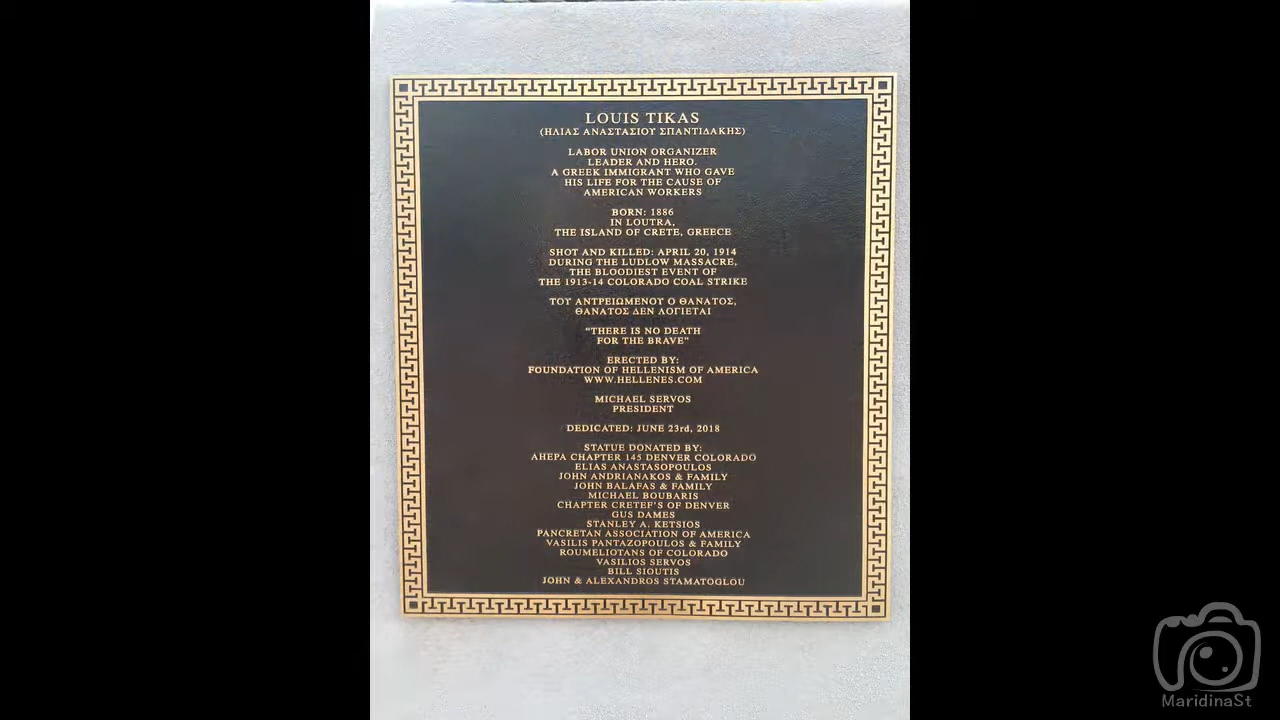 LOUIS TIKAS
(ΗΛΙΑΣ ΑΝΑΣΤΑΣΙΟΥ ΣΠΑΝΤΙΔΑΚΗΣ)
LABOR UNION ORGANIZER
LEADER AND HERO.
A GREEK IMMIGRANT WHO GAVE
HIS LIFE FOR THE CAUSE OF
AMERICAN WORKERS
BORN: 1886
IN LOUTRA,
THE ISLAND OF CRETE, GREECE
SHOT AND KILLED: APRIL 20, 1914
DURING THE LUDLOW MASSACRE,
THE BLOODIEST EVENT OF
THE 1913-14 COLORADO COAL STRIKE
ΤΟΥ ΑΝΤΡΕΙΩΜΕΝΟΥ Ο ΘΑΝΑΤΟΣ,
ΘΑΝΑΤΟΣ ΔΕΝ ΛΟΓΙΕΤΑΙ
"THERE IS NO DEATH
FOR THE BRAVE"
ERECTED BY:
FOUNDATION OF HELLENISM OF AMERICA
WWW.HELLENES.COM
MICHAEL SERVOS
PRESIDENT
DEDICATED: JUNE 23rd, 2018
STATUE DONATED BY:
AHEPA CHAPTER 145 DENVER COLORADO
ELIAS ANASTASOPOULOS
JOHN ANDRIANAKOS & FAMILY
JOHN BALAFAS & FAMILY
MICHAEL BOUBARIS
CHAPTER CRETEF'S OF DENVER
GUS DAMES
STANLEY A. KETSIOS
PANCRETAN ASSOCIATION OF AMERICA
VASILIS PANTAZOPOULOS & FAMILY
ROUMELIOTANS OF COLORADO
VASILIOS SERVOS
BILL SIOUTIS
JOHN & ALEXANDROS STAMATOGLOU
MaridinaSt